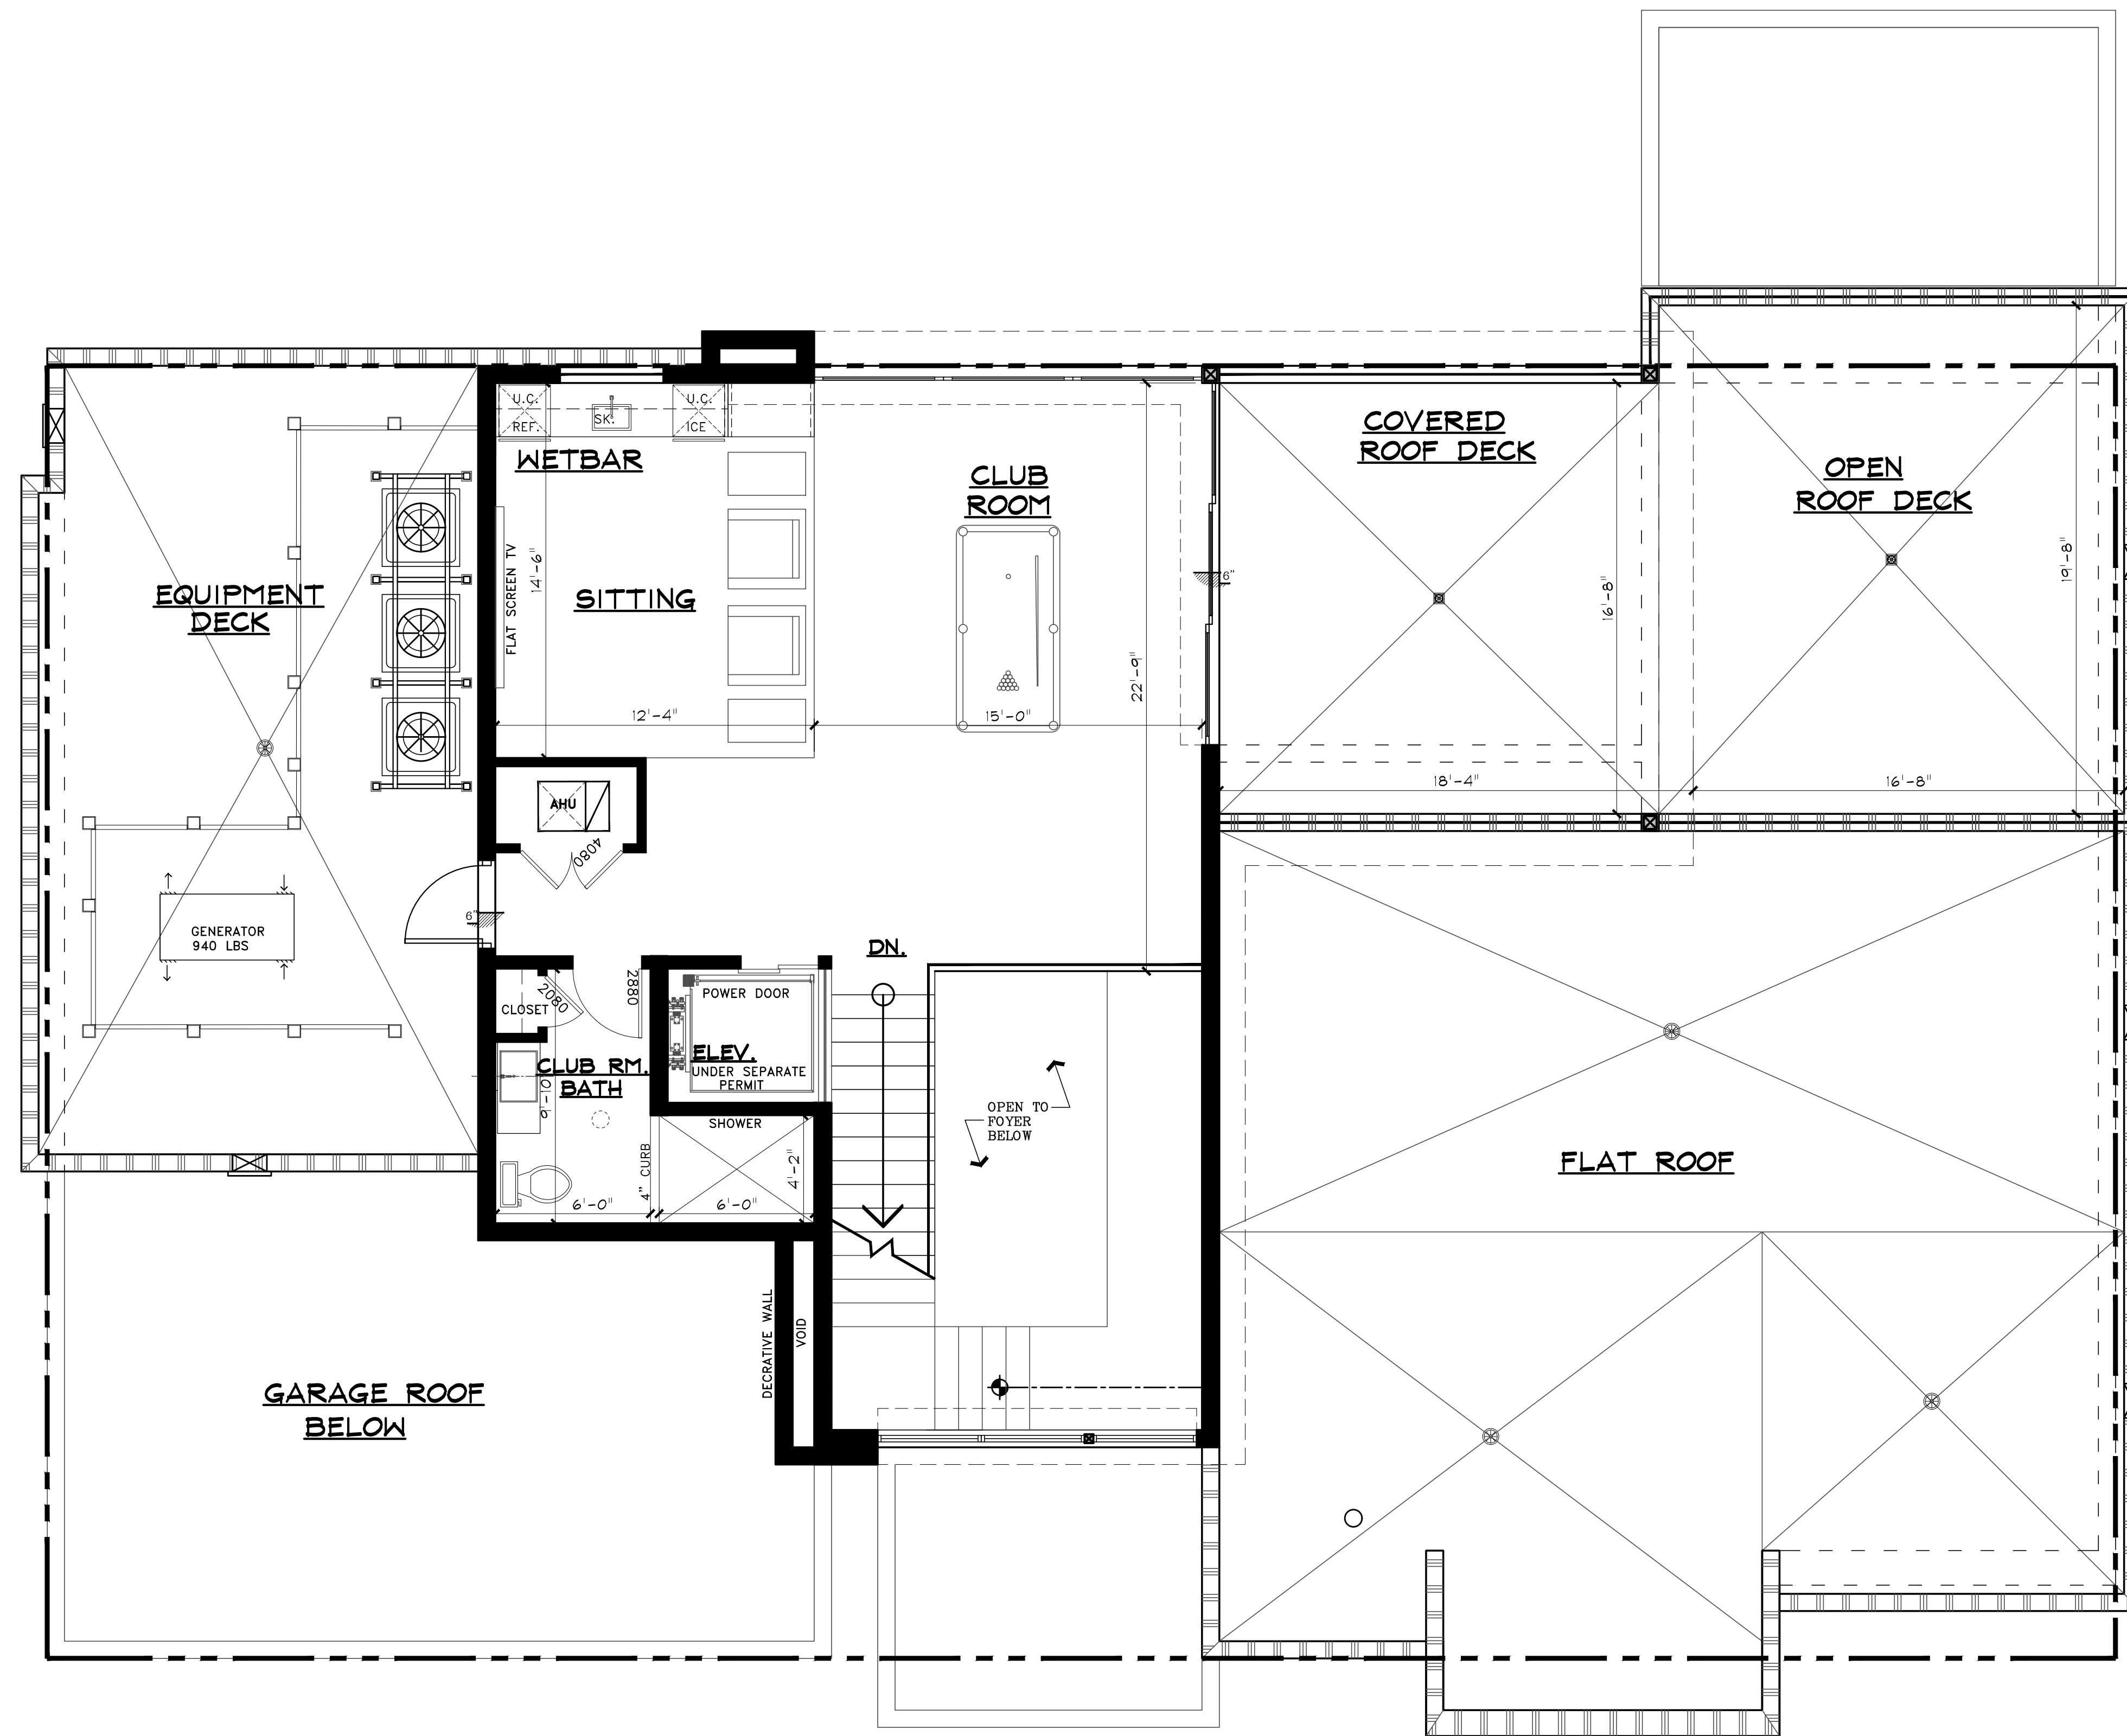 U.C.
REF.
SK.
U.C.
ICE
WETBAR
CLUB
ROOM
COVERED
ROOF DECK
OPEN
ROOF DECK
EQUIPMENT
DECK
FLAT SCREEN TV
14'-6"
SITTING
6"
16'-8"
19'-8"
22'-9"
12'-4"
15'-0"
18'-4"
16'-8"
AHU
4080
GENERATOR
940 LBS
6"
DN.
2080
2880
CLOSET
POWER DOOR
ELEV.
UNDER SEPARATE
PERMIT
CLUB RM.
BATH
9'-10"
OPEN TO
FOYER
BELOW
SHOWER
4" CURB
4'-2"
6'-0"
6'-0"
FLAT ROOF
DECRATIVE WALL
VOID
GARAGE ROOF
BELOW